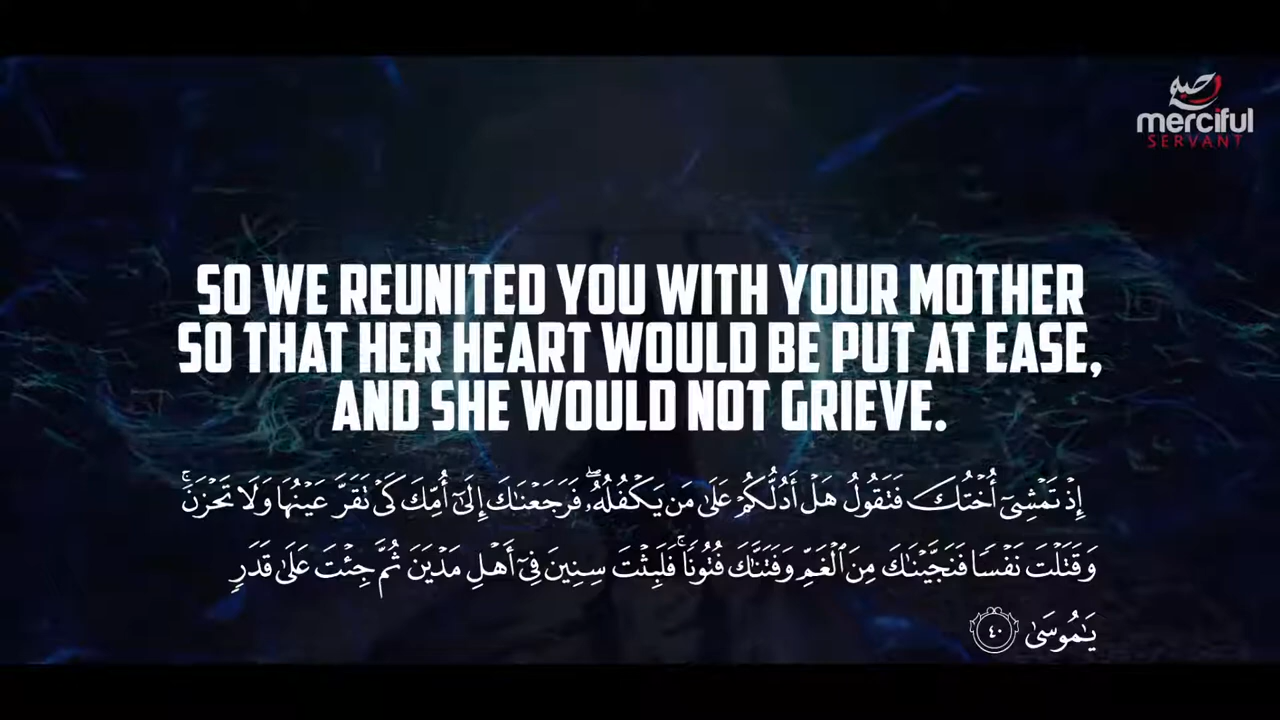 رحيم
merciful
SERVANT
SO WE REUNITED YOU WITH YOUR MOTHER
SO THAT HER HEART WOULD BE PUT AT EASE,
AND SHE WOULD NOT GRIEVE.
إِذْ تَمْشِىٓ أُخْتُكَ فَتَقُولُ هَلْ أَدُلُّكُمْ عَلَىٰ مَن يَكْفُلُهُۥ ۖ فَرَجَعْنَٰكَ إِلَىٰٓ أُمِّكَ كَىْ تَقَرَّ عَيْنُهَا وَلَا تَحْزَنَ ۚ
وَقَتَلْتَ نَفْسًا فَنَجَّيْنَٰكَ مِنَ ٱلْغَمِّ وَفَتَنَّٰكَ فُتُونًا ۚ فَلَبِثْتَ سِنِينَ فِىٓ أَهْلِ مَدْيَنَ ثُمَّ جِئْتَ عَلَىٰ قَدَرٍ
يَٰمُوسَىٰ ٤٠